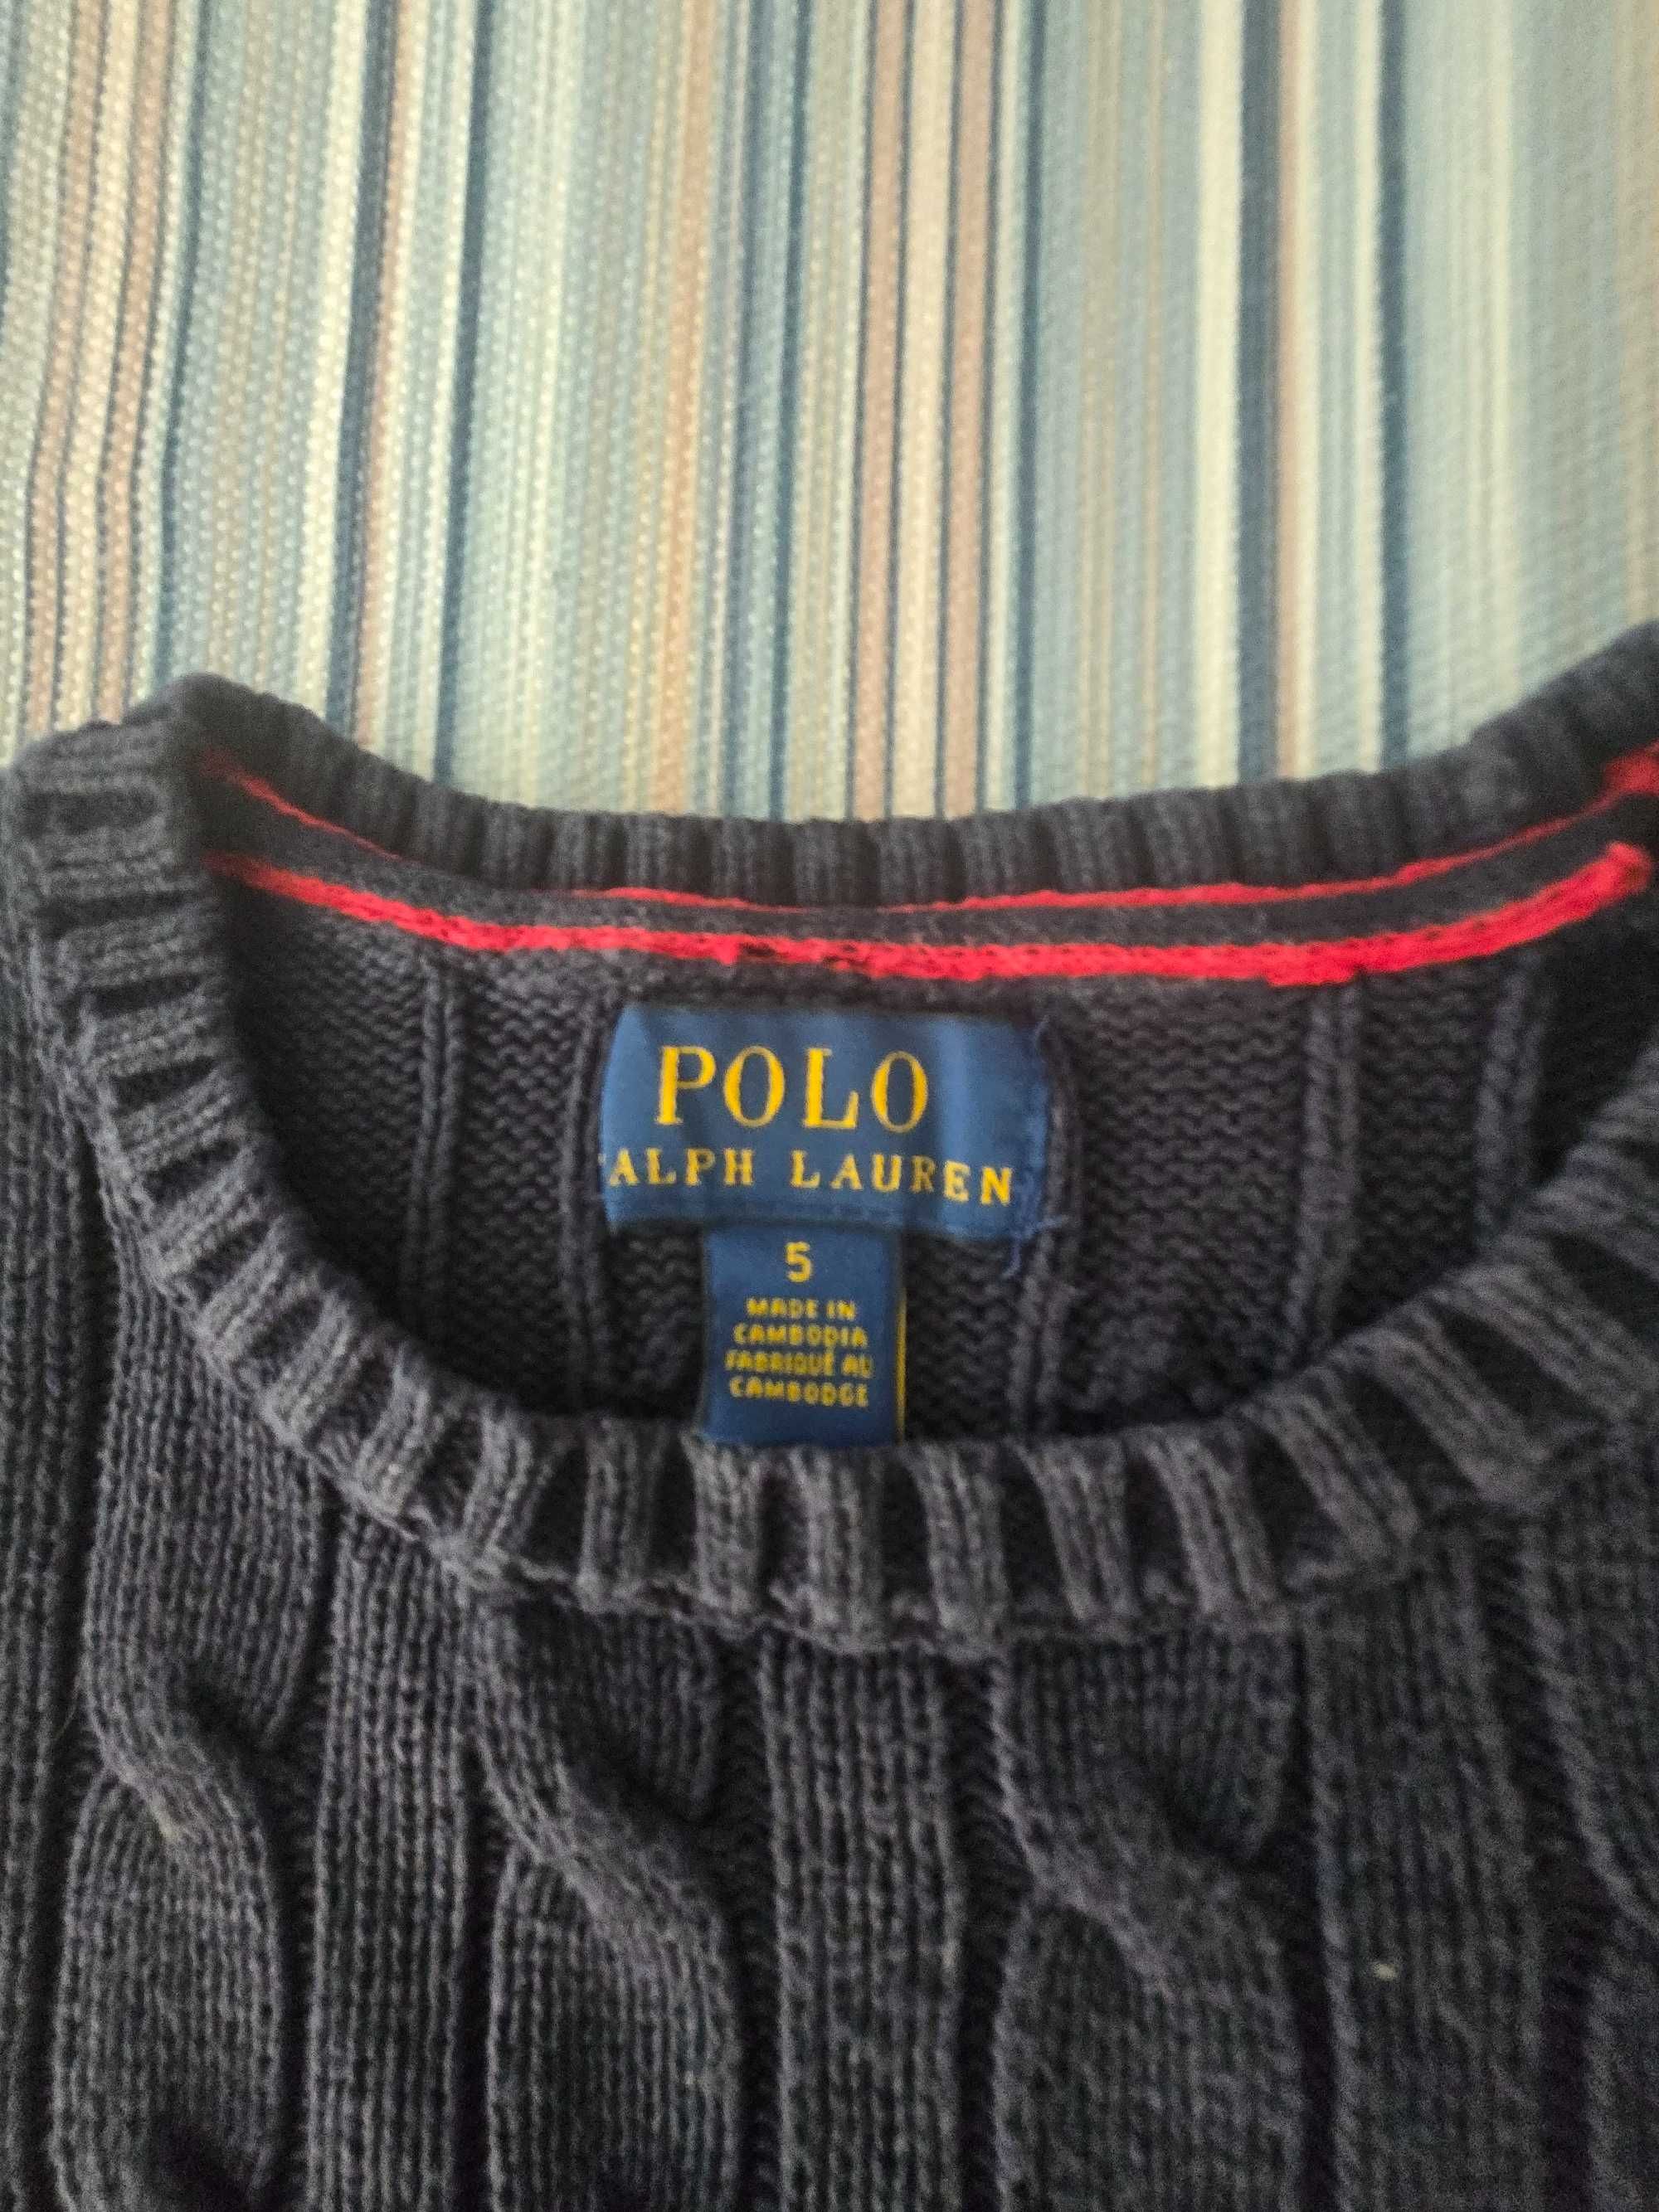 POLO
RALPH LAUREN
5
MADE IN
CAMBODIA
FABRIQUÉ AU
CAMBODGE